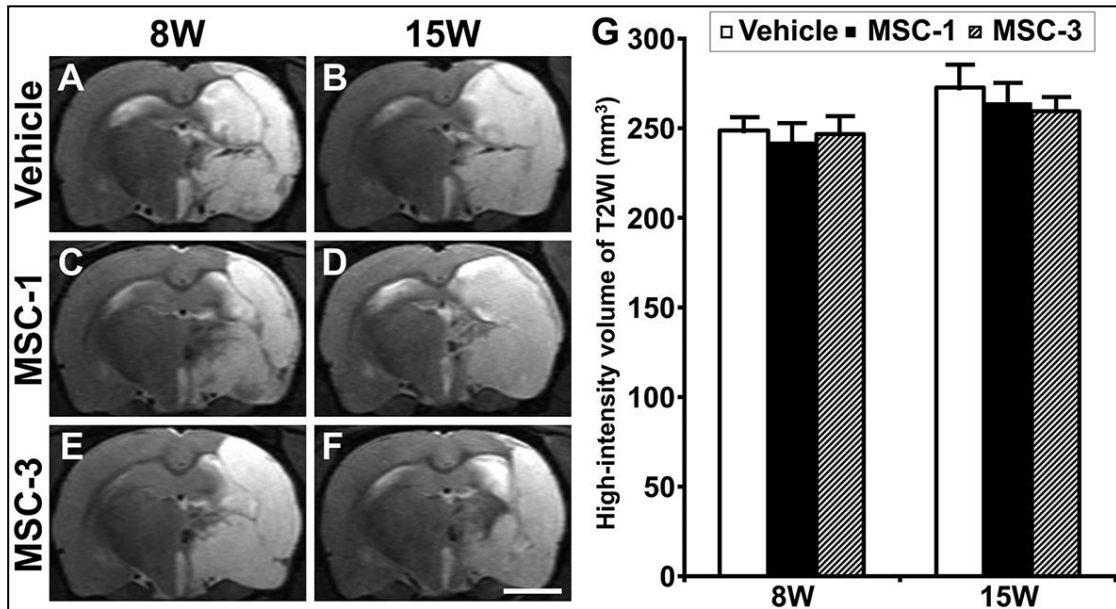 8W 15W
Vehicle
A B
MSC-1
C D
MSC-3
E F
G
Vehicle MSC-1 MSC-3
High-intensity volume of T2WI (mm³)
300
250
200
150
100
50
0
8W 15W